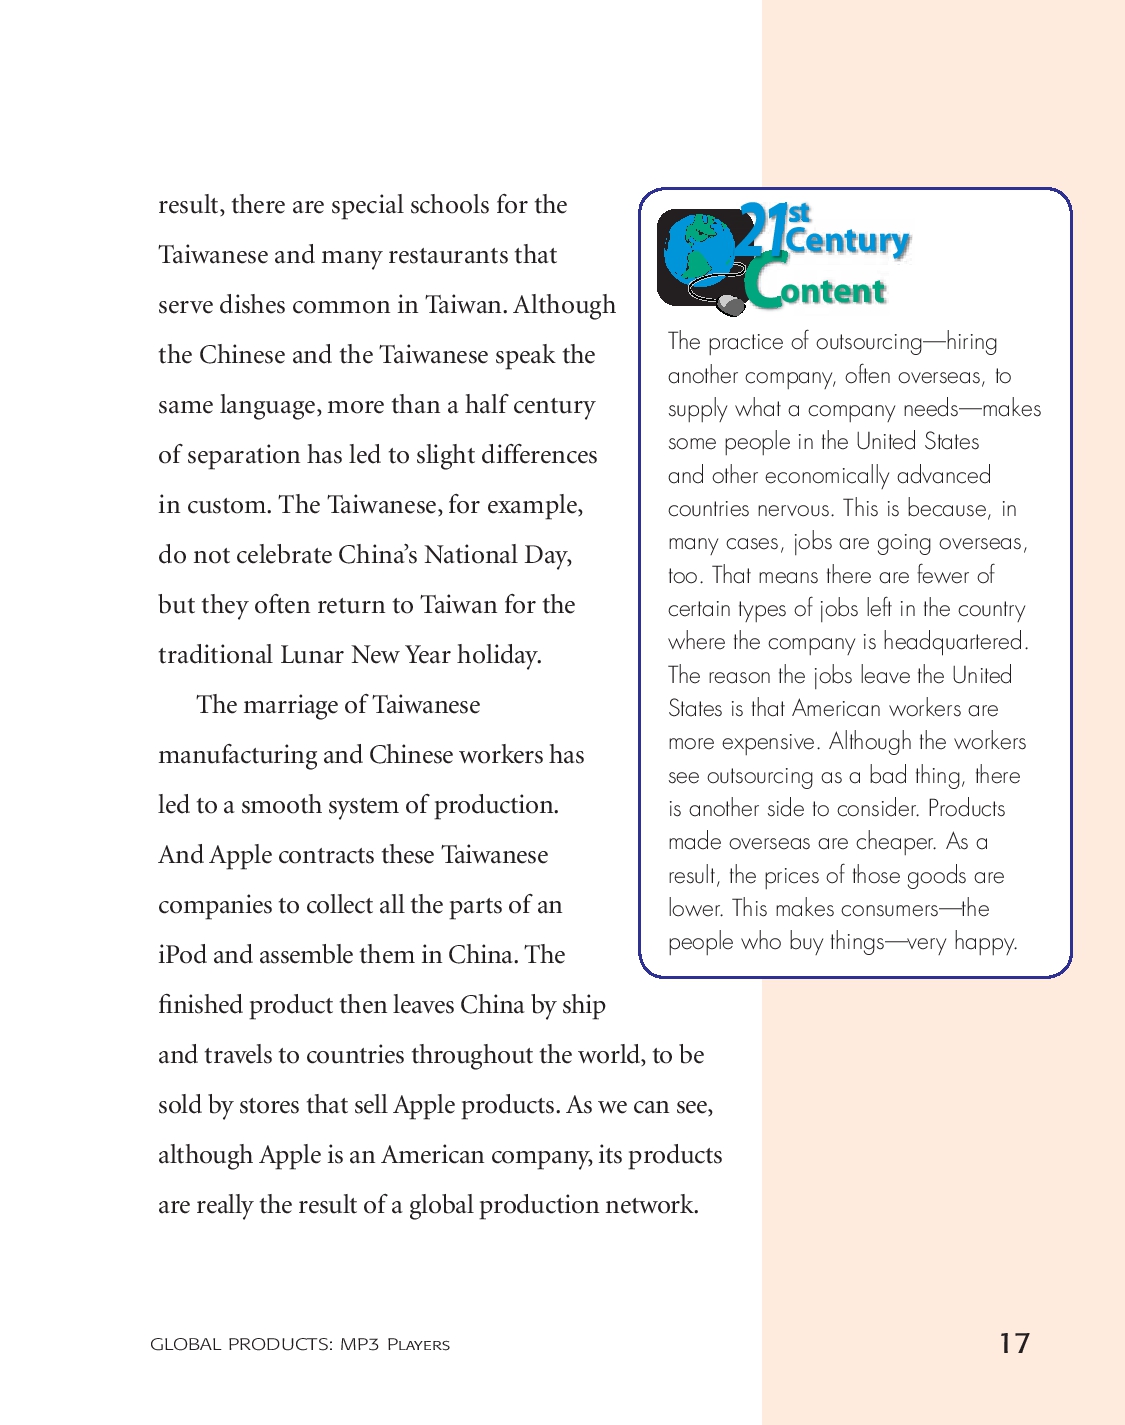 result, there are special schools for the
Taiwanese and many restaurants that
serve dishes common in Taiwan. Although
the Chinese and the Taiwanese speak the
same language, more than a half century
of separation has led to slight differences
in custom. The Taiwanese, for example,
do not celebrate China’s National Day,
but they often return to Taiwan for the
traditional Lunar New Year holiday.
The marriage of Taiwanese
manufacturing and Chinese workers has
led to a smooth system of production.
And Apple contracts these Taiwanese
companies to collect all the parts of an
iPod and assemble them in China. The
finished product then leaves China by ship
and travels to countries throughout the world, to be
sold by stores that sell Apple products. As we can see,
although Apple is an American company, its products
are really the result of a global production network.
21st
Century
Content
The practice of outsourcing—hiring
another company, often overseas, to
supply what a company needs—makes
some people in the United States
and other economically advanced
countries nervous. This is because, in
many cases, jobs are going overseas,
too. That means there are fewer of
certain types of jobs left in the country
where the company is headquartered.
The reason the jobs leave the United
States is that American workers are
more expensive. Although the workers
see outsourcing as a bad thing, there
is another side to consider. Products
made overseas are cheaper. As a
result, the prices of those goods are
lower. This makes consumers—the
people who buy things—very happy.
GLOBAL PRODUCTS: MP3 Players
17